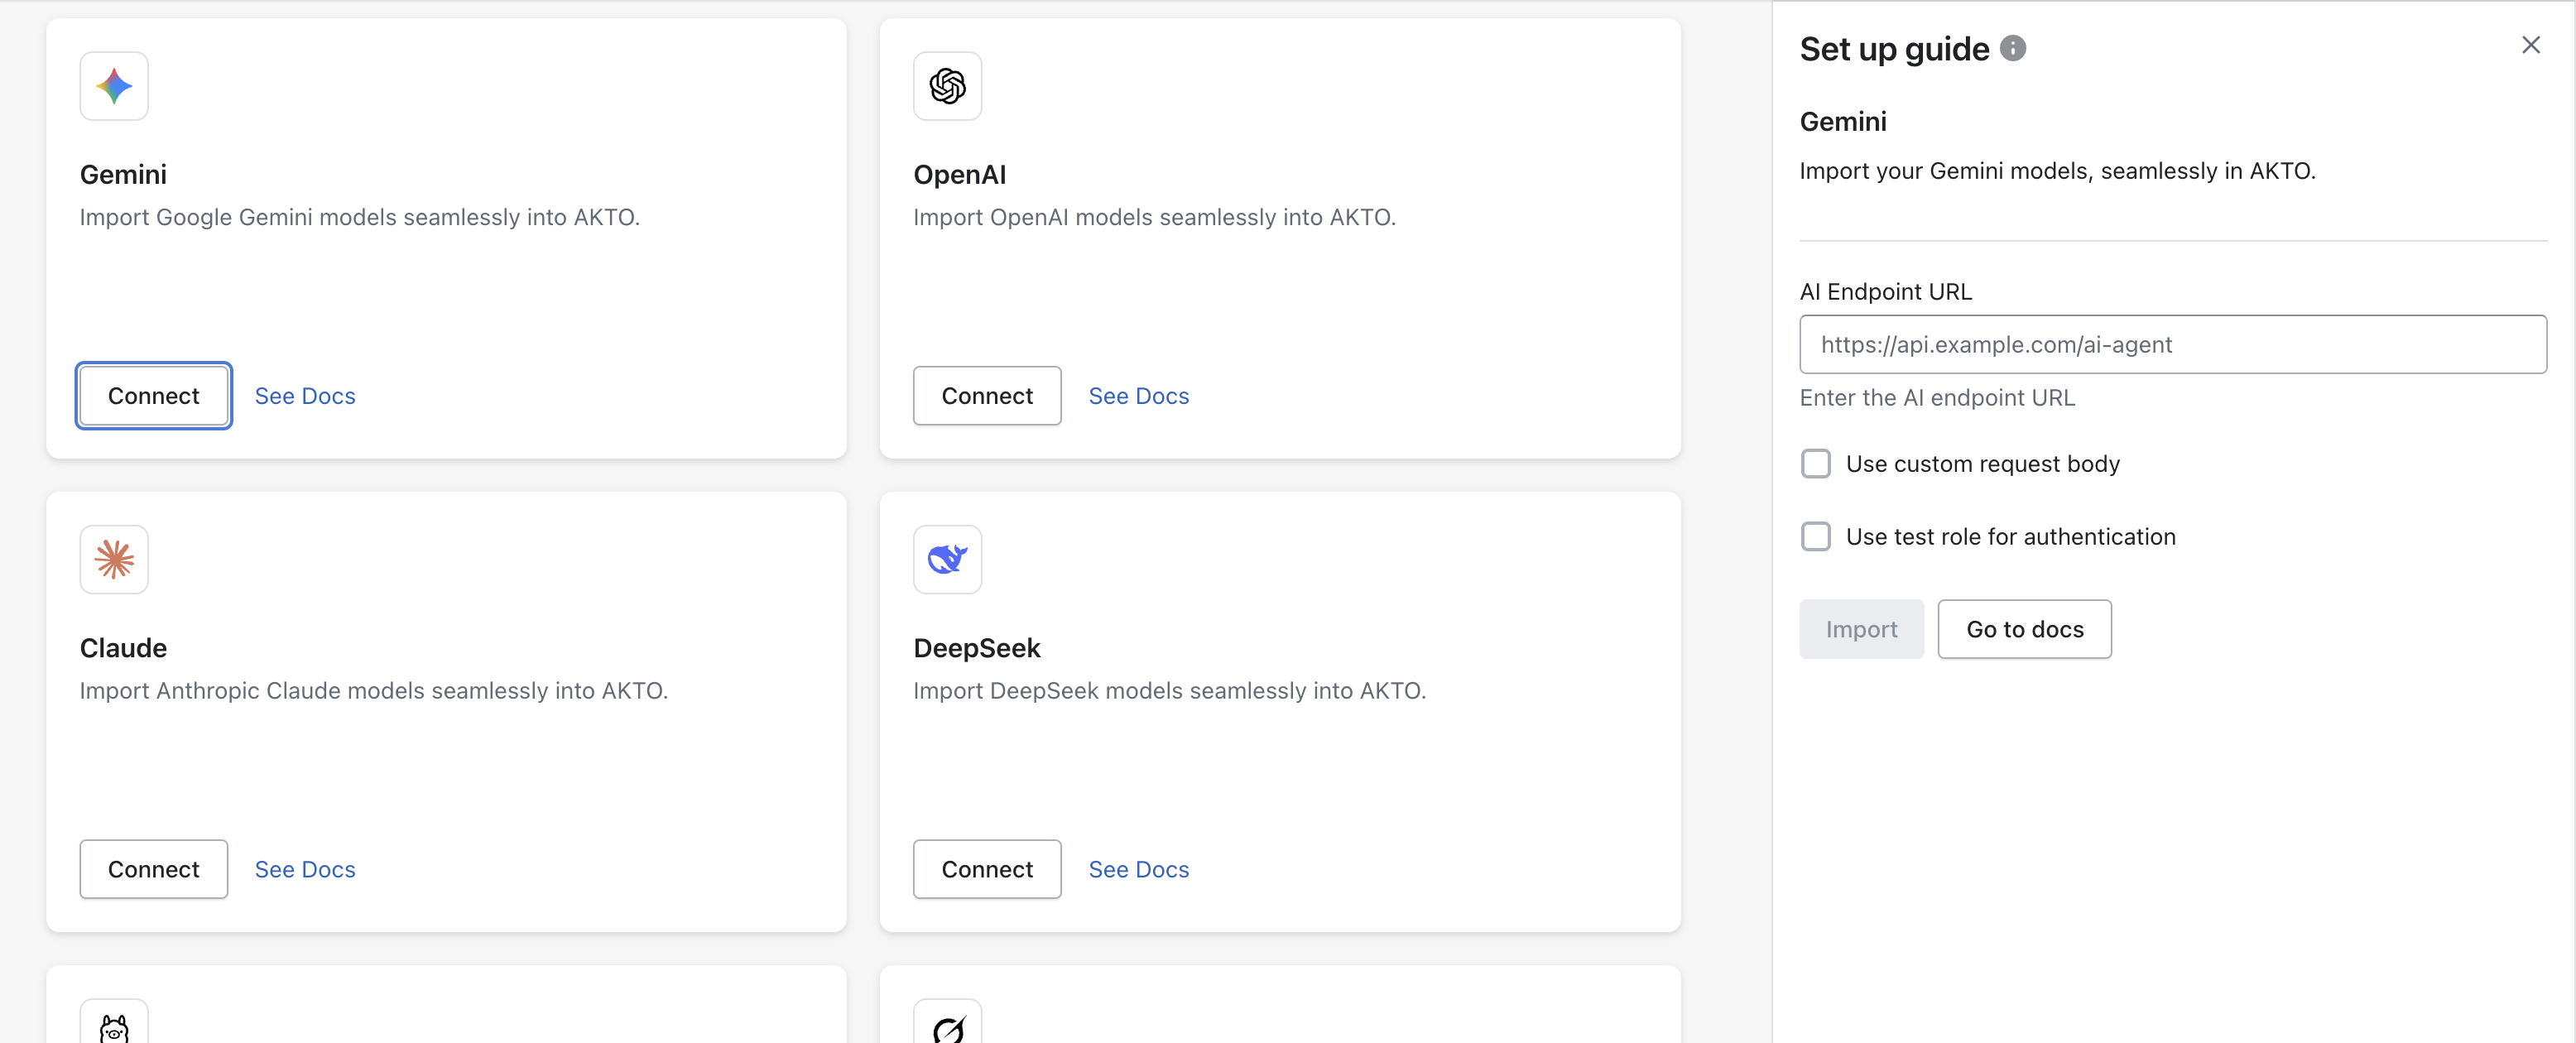 Gemini
Import Google Gemini models seamlessly into AKTO.
Connect
See Docs
OpenAI
Import OpenAI models seamlessly into AKTO.
Connect
See Docs
Claude
Import Anthropic Claude models seamlessly into AKTO.
Connect
See Docs
DeepSeek
Import DeepSeek models seamlessly into AKTO.
Connect
See Docs
Set up guide
Gemini
Import your Gemini models, seamlessly in AKTO.
AI Endpoint URL
https://api.example.com/ai-agent
Enter the AI endpoint URL
Use custom request body
Use test role for authentication
Import
Go to docs